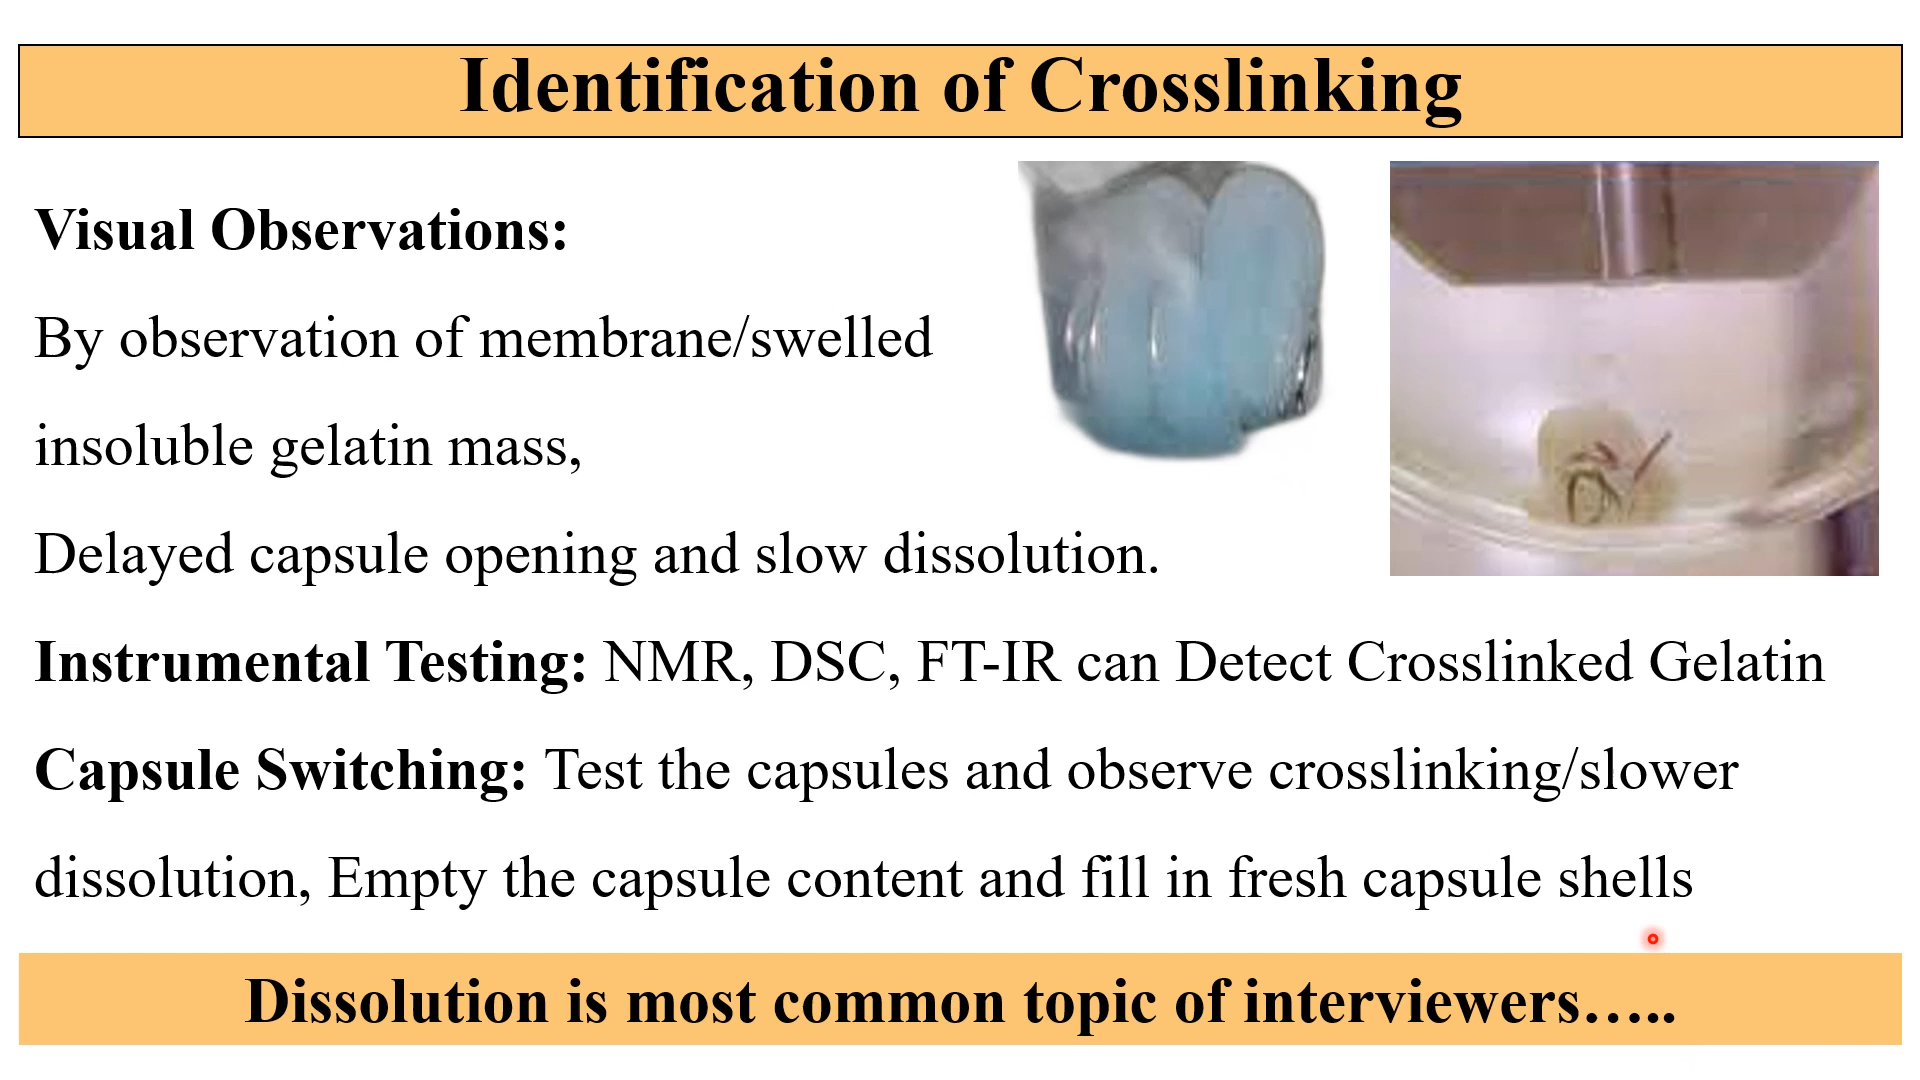 Identification of Crosslinking
Visual Observations:
By observation of membrane/swelled
insoluble gelatin mass,
Delayed capsule opening and slow dissolution.
Instrumental Testing: NMR, DSC, FT-IR can Detect Crosslinked Gelatin
Capsule Switching: Test the capsules and observe crosslinking/slower
dissolution, Empty the capsule content and fill in fresh capsule shells
Dissolution is most common topic of interviewers…..